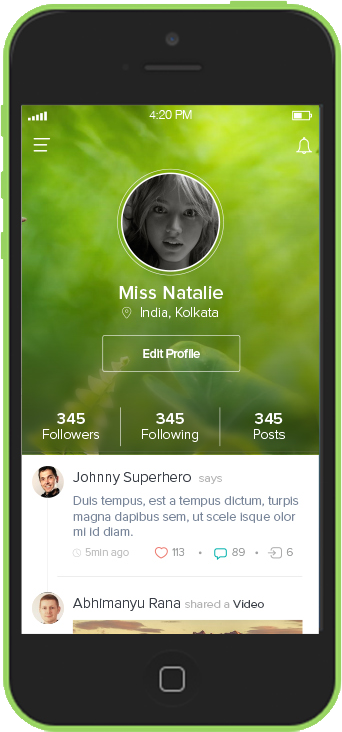 4:20 PM
Miss Natalie
India, Kolkata
Edit Profile
345 345 345
Followers Following Posts
Johnny Superhero says
Duis tempus, est a tempus dictum, turpis
magna dapibus sem, ut scele isque olor
mi id diam.
5min ago 113 • 89 • 6
Abhimanyu Rana shared a Video